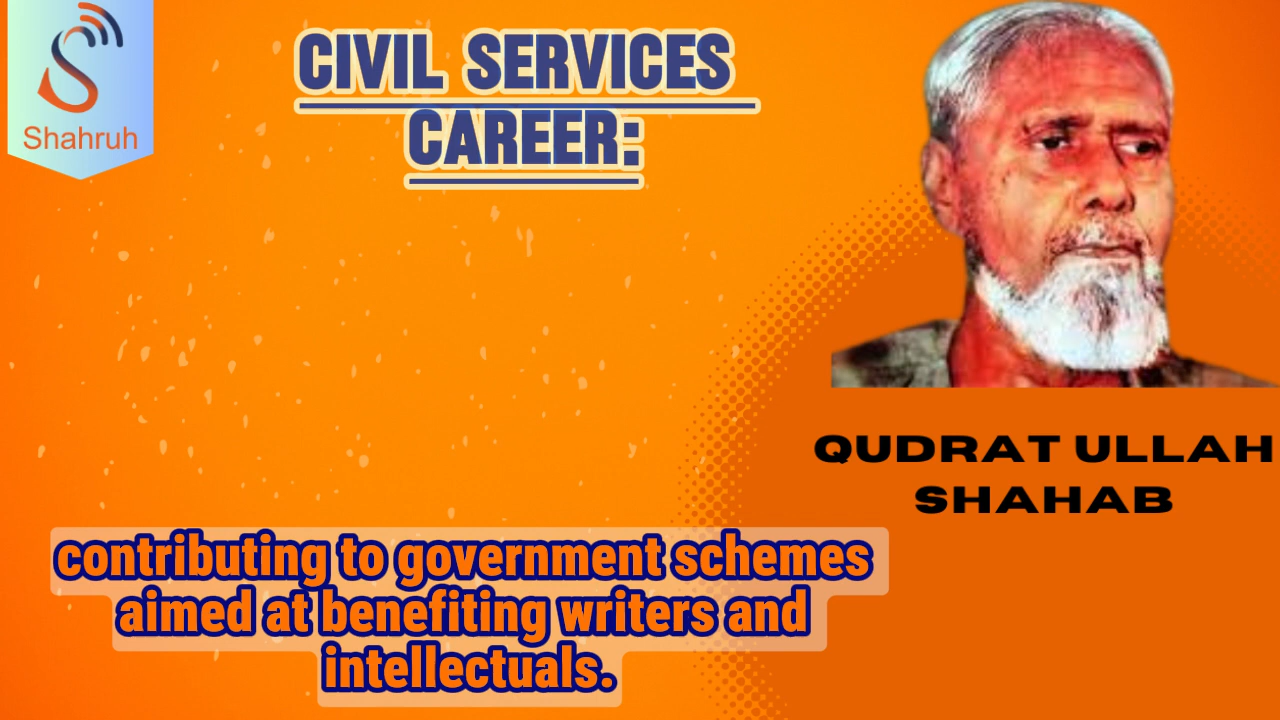 Shahruh
CIVIL SERVICES
CAREER:
QUDRAT ULLAH
SHAHAB
contributing to government schemes
aimed at benefiting writers and
intellectuals.